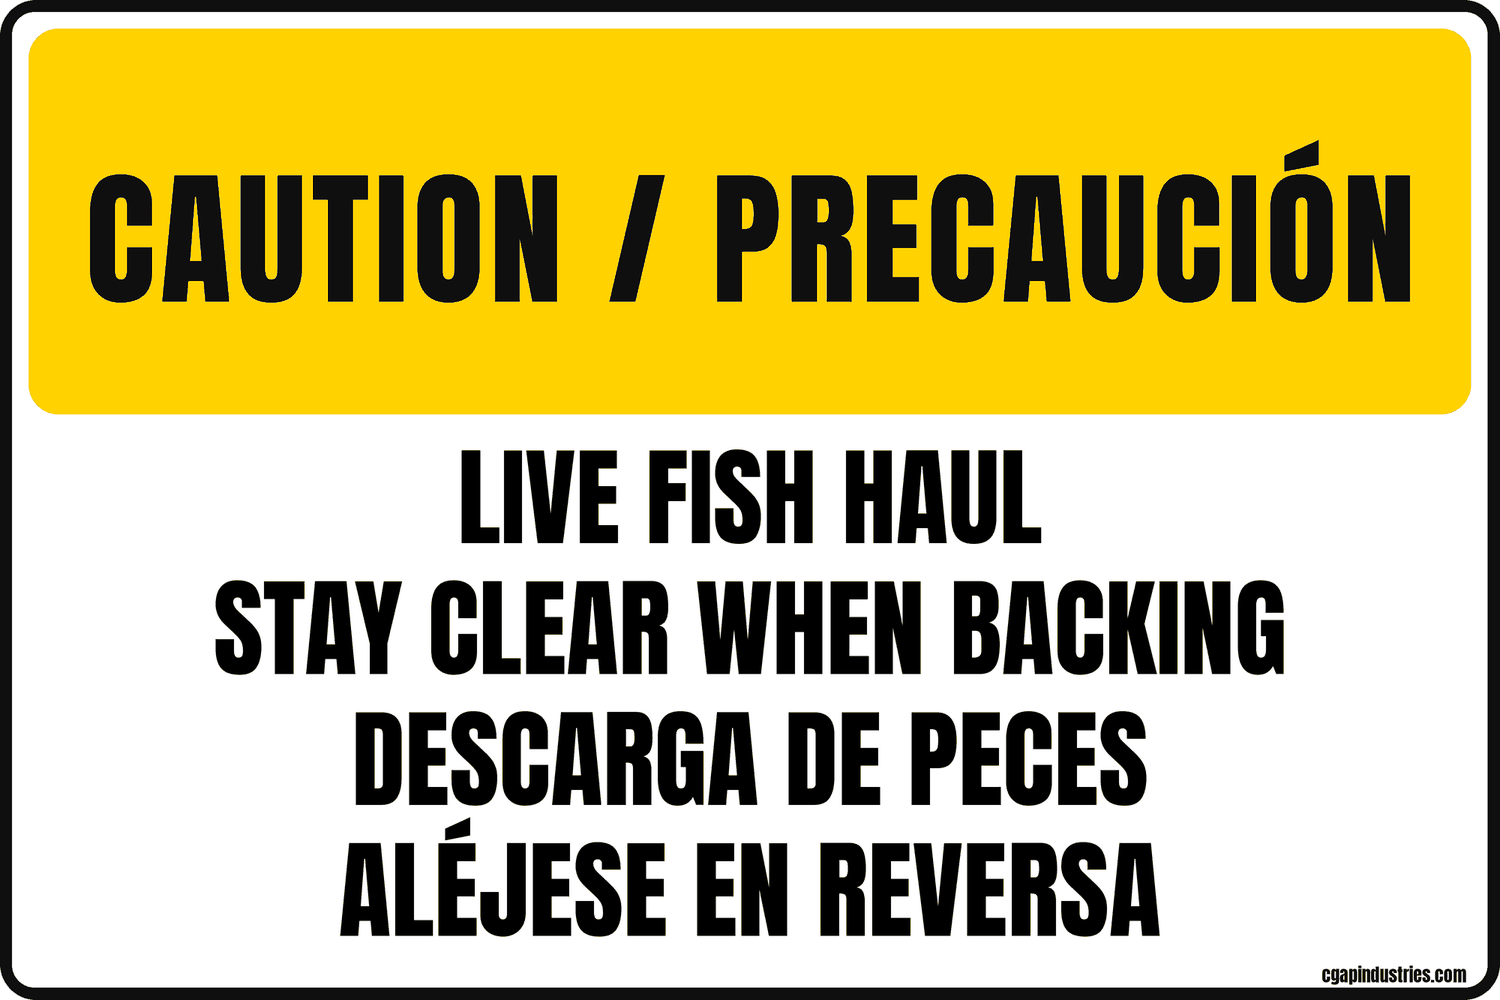 CAUTION / PRECAUCIÓN
LIVE FISH HAUL
STAY CLEAR WHEN BACKING
DESCARGA DE PECES
ALÉJESE EN REVERSA
cgapindustries.com